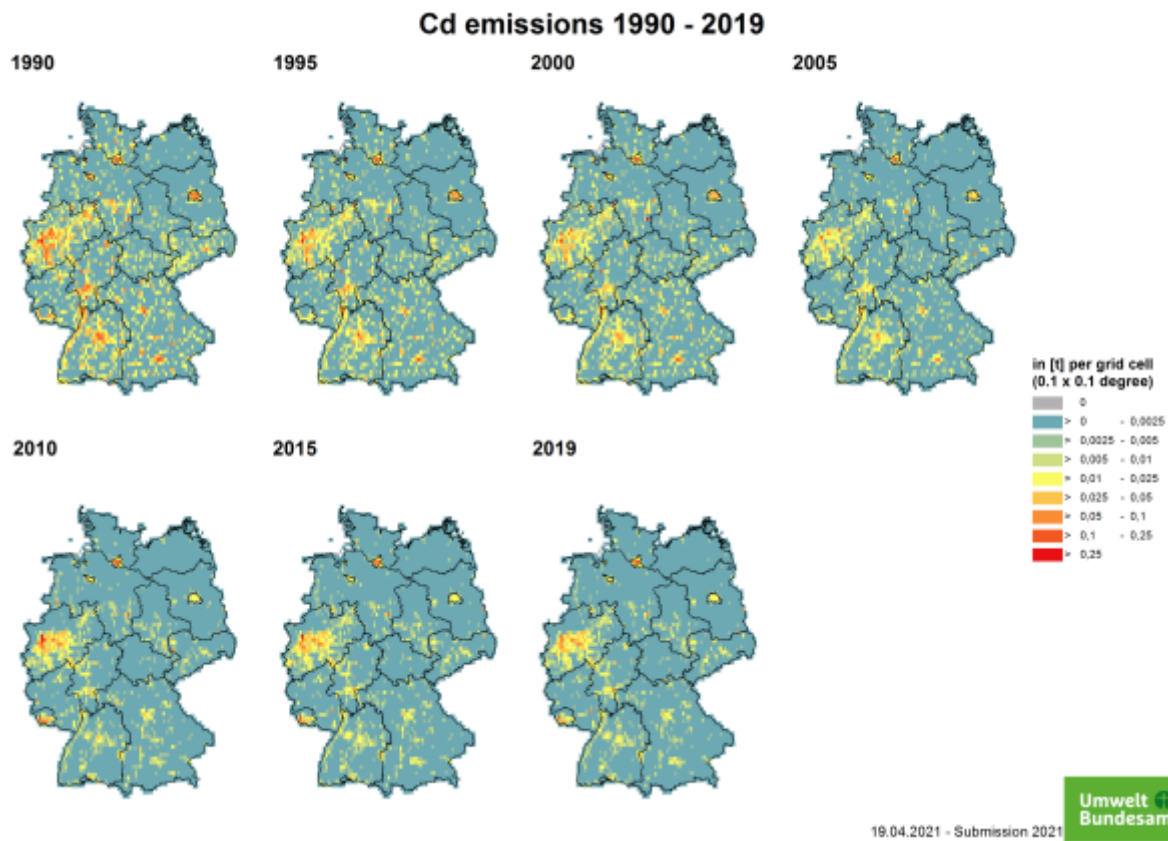 Cd emissions 1990 - 2019
1990
1995
2000
2005
2010
2015
2019
in [t] per grid cell
(0.1 x 0.1 degree)
0
> 0 - 0,0025
> 0,0025 - 0,005
> 0,005 - 0,01
> 0,01 - 0,025
> 0,025 - 0,05
> 0,05 - 0,1
> 0,1 - 0,25
> 0,25
19.04.2021 - Submission 2021
Umwelt
Bundesam